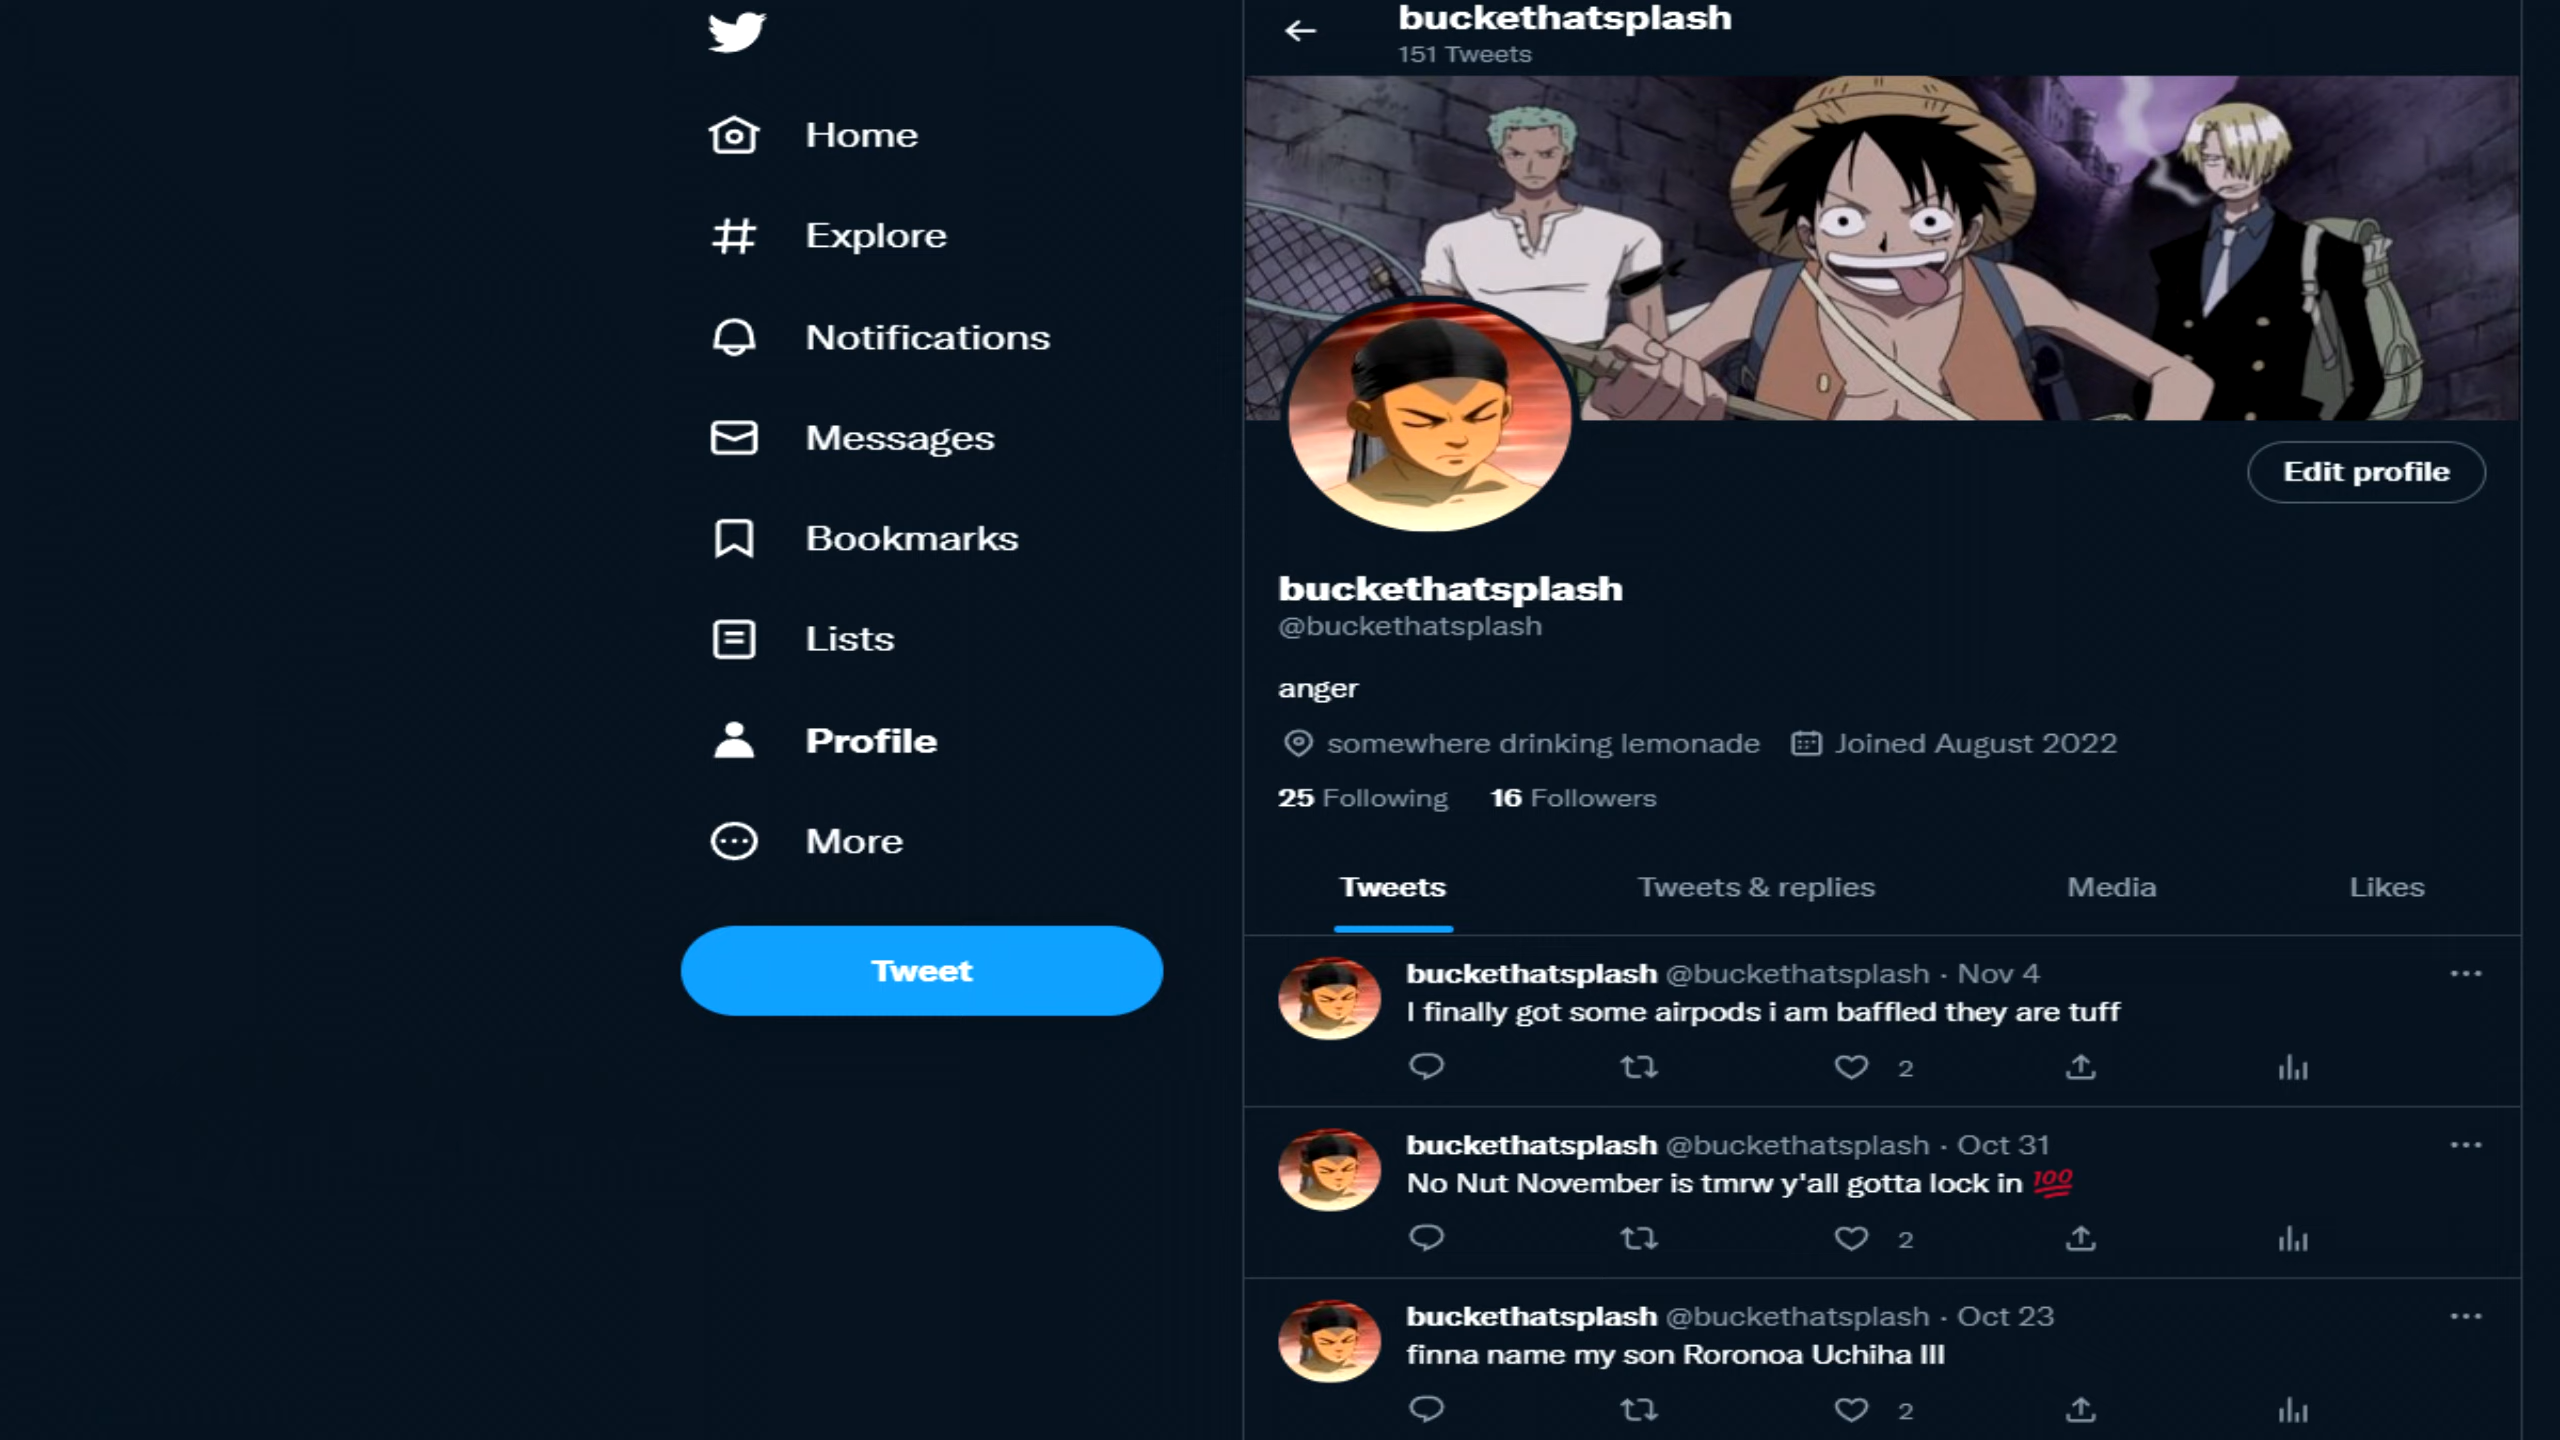 Home
Explore
Notifications
Messages
Bookmarks
Lists
Profile
More
Tweet
buckethatsplash
151 Tweets
Edit profile
buckethatsplash
@buckethatsplash
anger
somewhere drinking lemonade Joined August 2022
25 Following 16 Followers
Tweets Tweets & replies Media Likes
buckethatsplash @buckethatsplash · Nov 4
I finally got some airpods i am baffled they are tuff
2
buckethatsplash @buckethatsplash · Oct 31
No Nut November is tmrw y'all gotta lock in 💯
2
buckethatsplash @buckethatsplash · Oct 23
finna name my son Roronoa Uchiha III
2